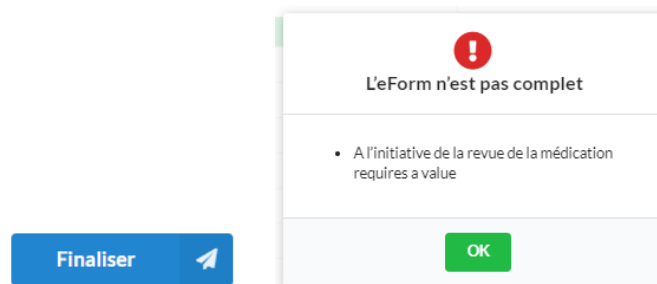 L'eForm n'est pas complet
• A l'initiative de la revue de la médication
requires a value
Finaliser
OK